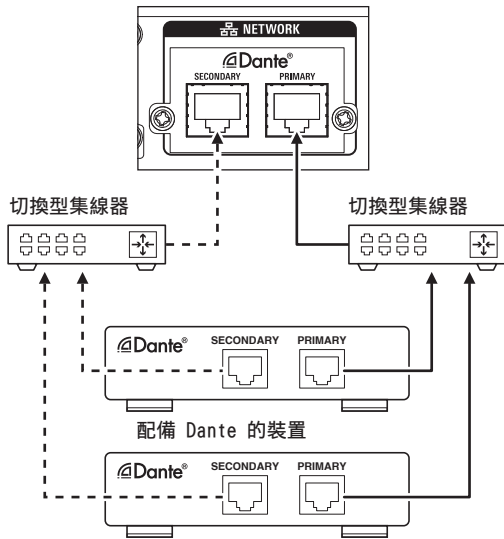 NETWORK
Dante®
SECONDARY PRIMARY
切換型集線器 切換型集線器
Dante® SECONDARY PRIMARY
配備 Dante 的裝置
Dante® SECONDARY PRIMARY